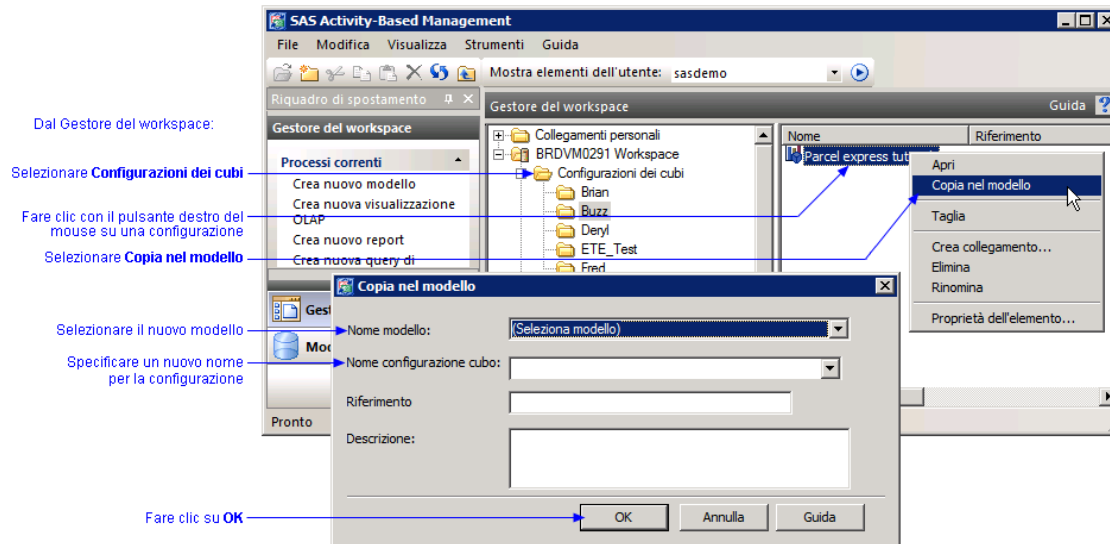 SAS Activity-Based Management
File Modifica Visualizza Strumenti Guida
Mostra elementi dell'utente: sasdemo
Riquadro di spostamento
Gestore del workspace
Guida
Dal Gestore del workspace:
Gestore del workspace
Collegamenti personali
Nome
Riferimento
BRDVM0291 Workspace
Parcel express
Processi correnti
Apri
Selezionare Configurazioni dei cubi
Configurazioni dei cubi
Crea nuovo modello
Brian
Copia nel modello
Crea nuova visualizzazione
OLAP
Buzz
Fare clic con il pulsante destro del
mouse su una configurazione
Deryl
Taglia
Crea nuovo report
ETE_Test
Crea collegamento...
Selezionare Copia nel modello
Crea nuova query di
Fred
Elimina
Rinomina
Copia nel modello
Proprietà dell'elemento...
Selezionare il nuovo modello
Nome modello:
(Seleziona modello)
Specificare un nuovo nome
per la configurazione
Nome configurazione cubo:
Riferimento
Pronto
Descrizione:
Fare clic su OK
OK
Annulla
Guida